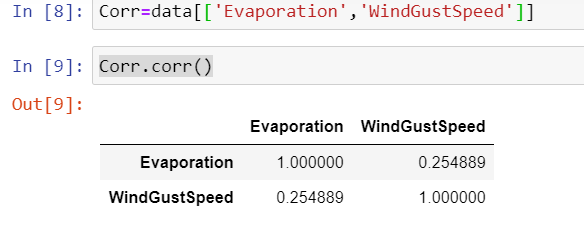 In [8]: Corr=data[['Evaporation','WindGustSpeed']]
In [9]: Corr.corr()
Out[9]:
Evaporation WindGustSpeed
Evaporation 1.000000 0.254889
WindGustSpeed 0.254889 1.000000